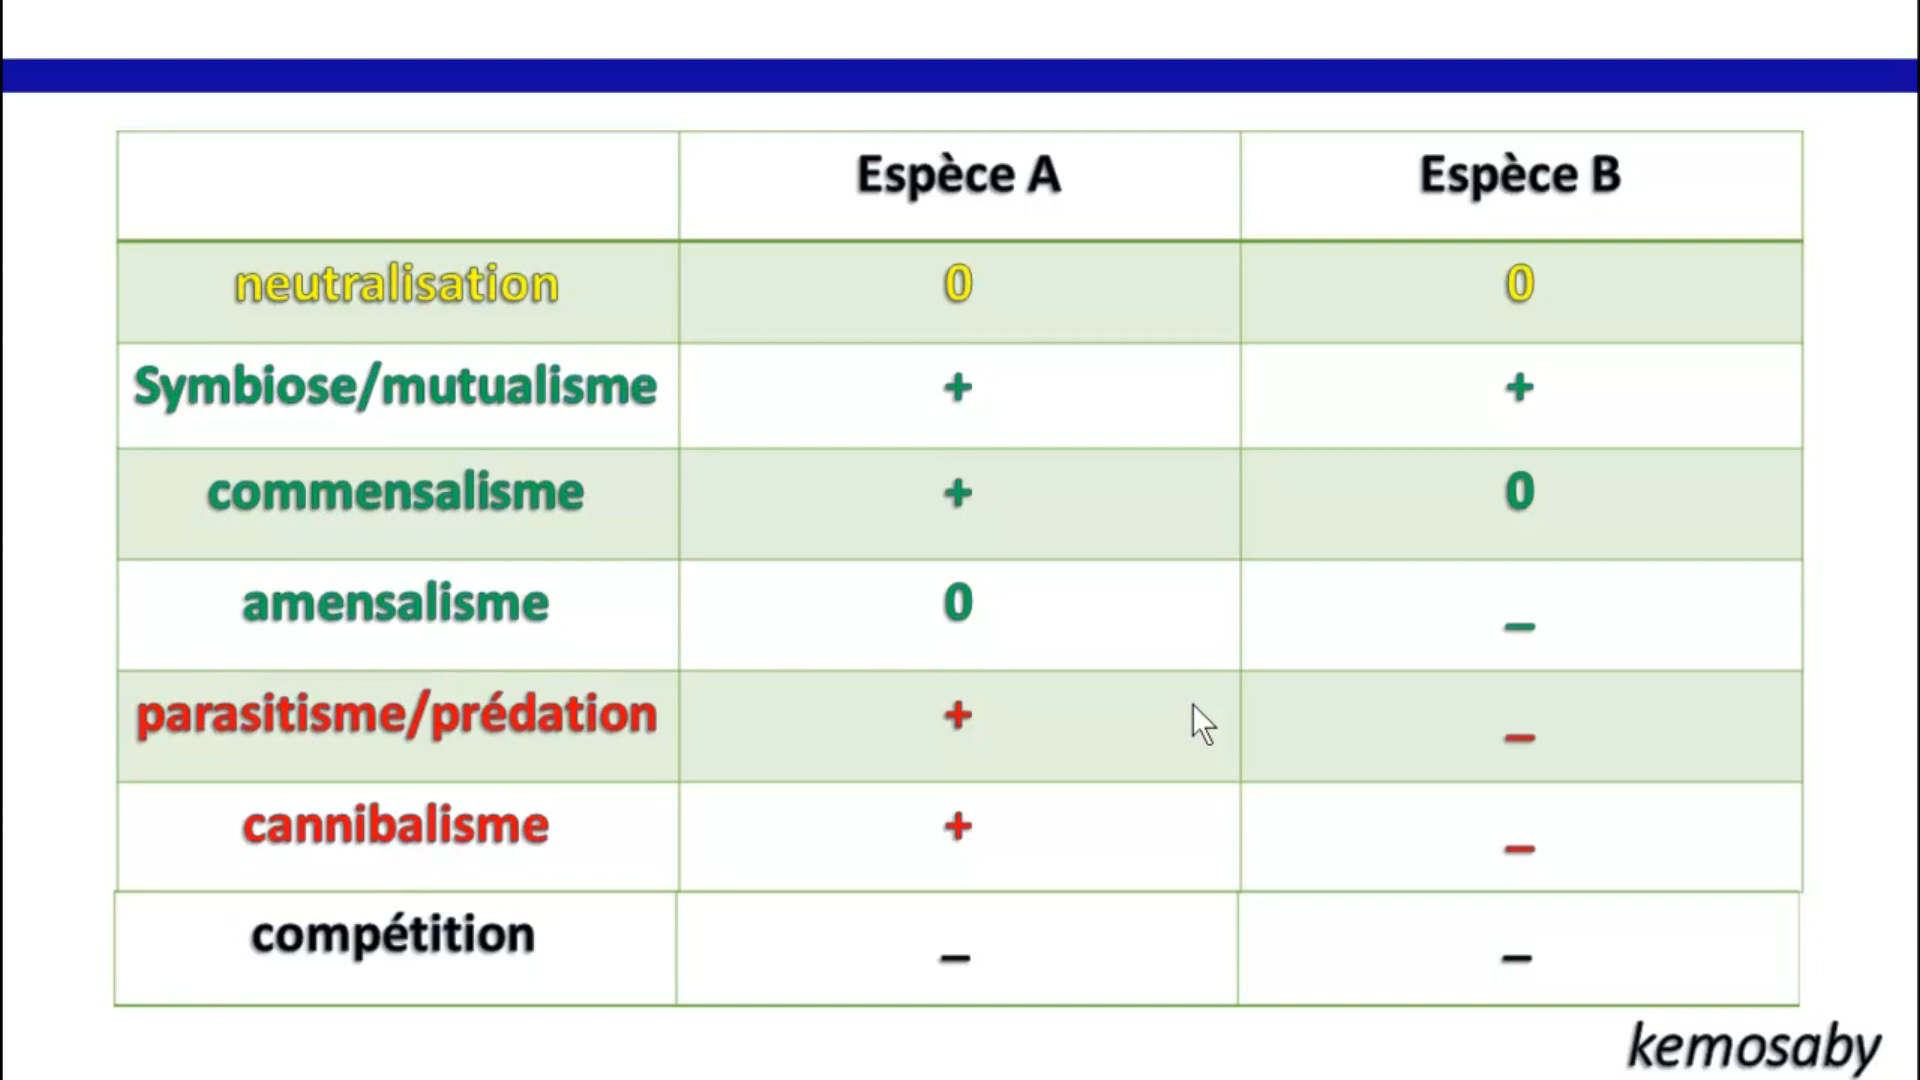 Espèce A Espèce B
neutralisation 0 0
Symbiose/mutualisme + +
commensalisme + 0
amensalisme 0 _
parasitisme/prédation + _
cannibalisme + _
compétition _ _
kemosaby